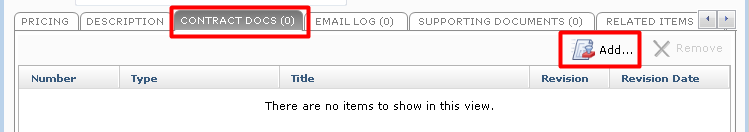 PRICING DESCRIPTION CONTRACT DOCS (0) EMAIL LOG (0) SUPPORTING DOCUMENTS (0) RELATED ITEMS
Add... Remove
Number Type Title Revision Revision Date
There are no items to show in this view.